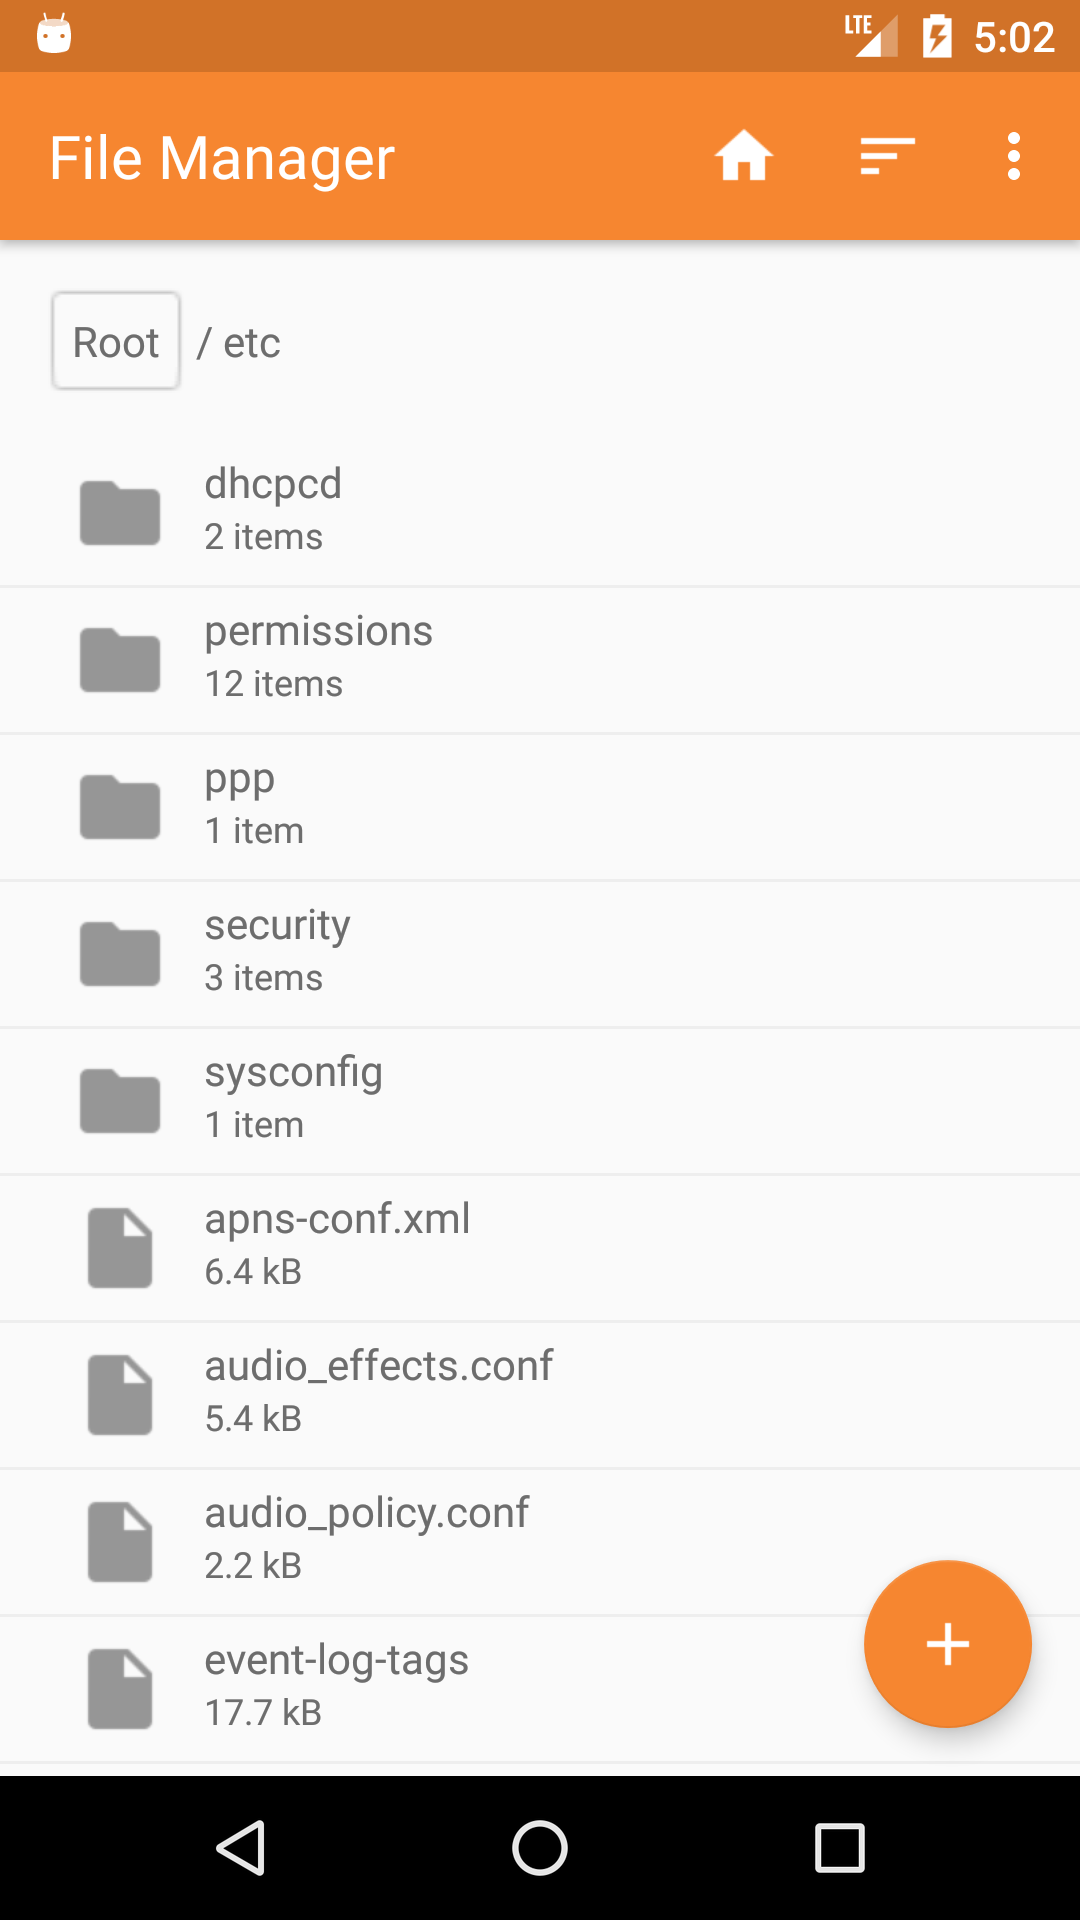 LTE 5:02
File Manager
Root / etc
dhcpcd
2 items
permissions
12 items
ppp
1 item
security
3 items
sysconfig
1 item
apns-conf.xml
6.4 kB
audio_effects.conf
5.4 kB
audio_policy.conf
2.2 kB
event-log-tags
17.7 kB